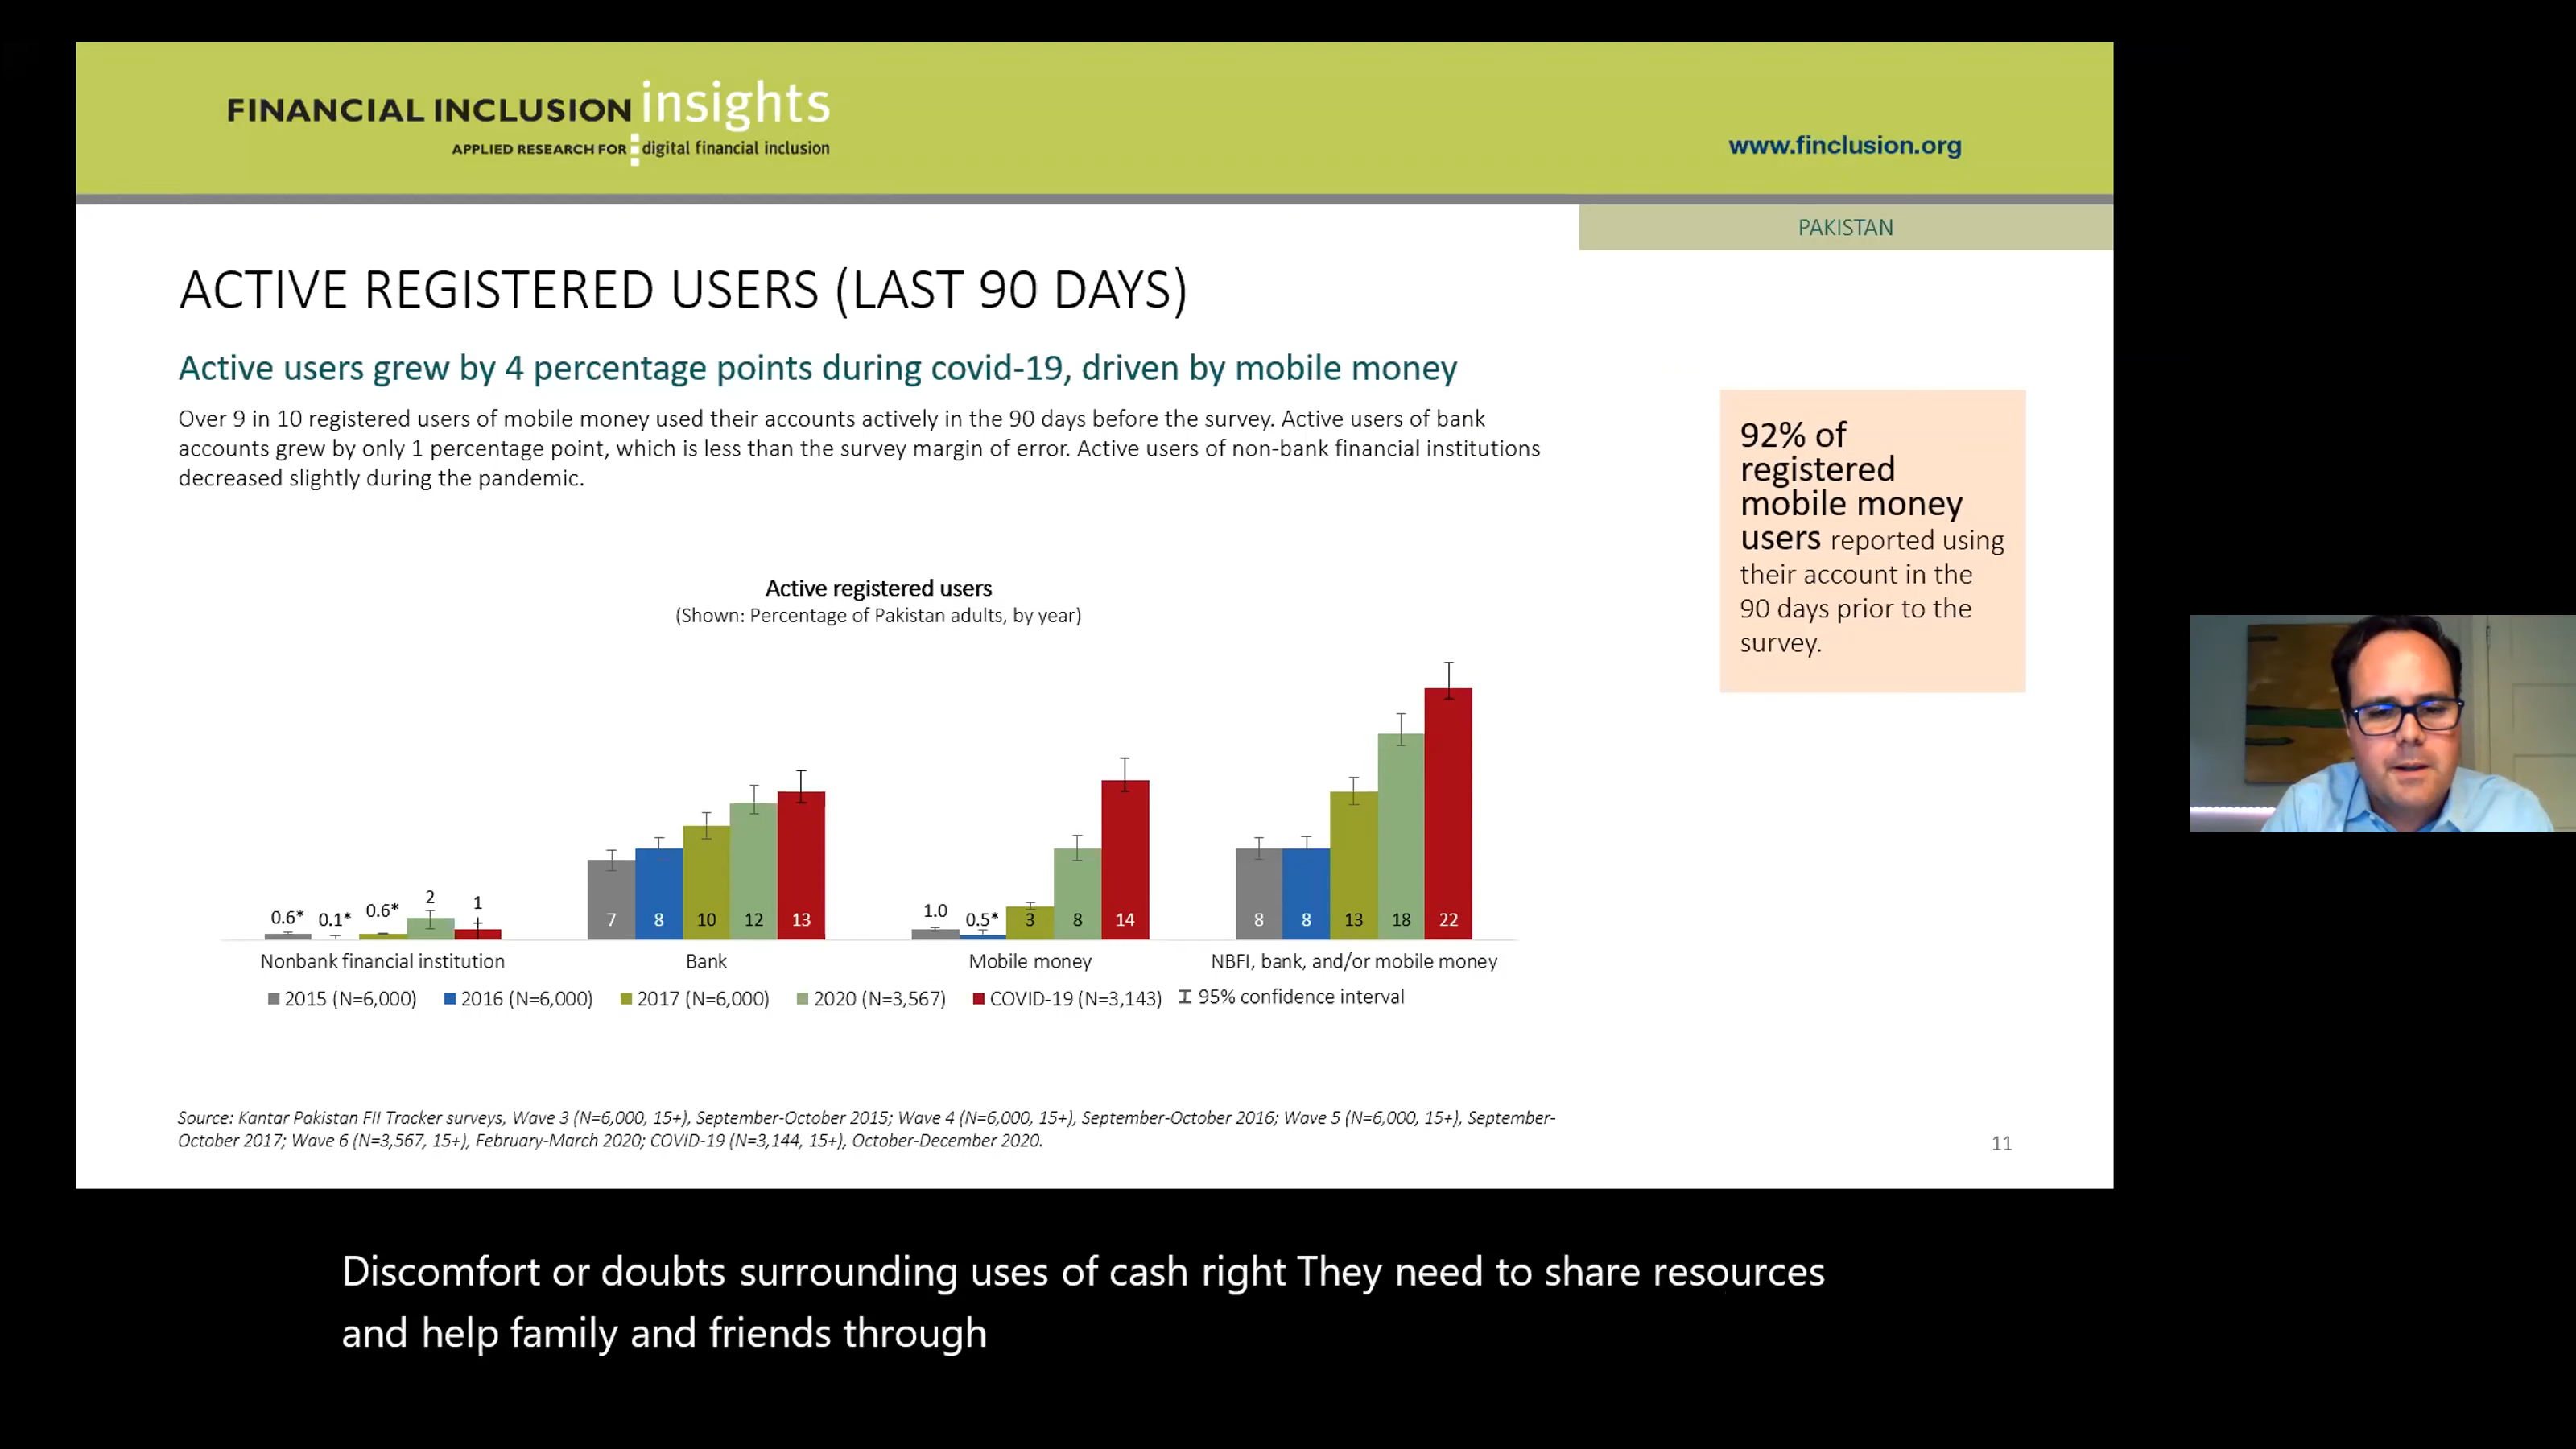 FINANCIAL INCLUSION insights
APPLIED RESEARCH FOR digital financial inclusion
www.finclusion.org
PAKISTAN
ACTIVE REGISTERED USERS (LAST 90 DAYS)
Active users grew by 4 percentage points during covid-19, driven by mobile money
Over 9 in 10 registered users of mobile money used their accounts actively in the 90 days before the survey. Active users of bank
accounts grew by only 1 percentage point, which is less than the survey margin of error. Active users of non-bank financial institutions
decreased slightly during the pandemic.
92% of
registered
mobile money
users reported using
their account in the
90 days prior to the
survey.
Active registered users
(Shown: Percentage of Pakistan adults, by year)
0.6* 0.1* 0.6* 2 1
7 8 10 12 13
1.0 0.5* 3 8 14
8 8 13 18 22
Nonbank financial institution Bank Mobile money NBFI, bank, and/or mobile money
2015 (N=6,000) 2016 (N=6,000) 2017 (N=6,000) 2020 (N=3,567) COVID-19 (N=3,143) 95% confidence interval
Source: Kantar Pakistan FII Tracker surveys, Wave 3 (N=6,000, 15+), September-October 2015; Wave 4 (N=6,000, 15+), September-October 2016; Wave 5 (N=6,000, 15+), September-
October 2017; Wave 6 (N=3,567, 15+), February-March 2020; COVID-19 (N=3,144, 15+), October-December 2020.
11
Discomfort or doubts surrounding uses of cash right They need to share resources
and help family and friends through